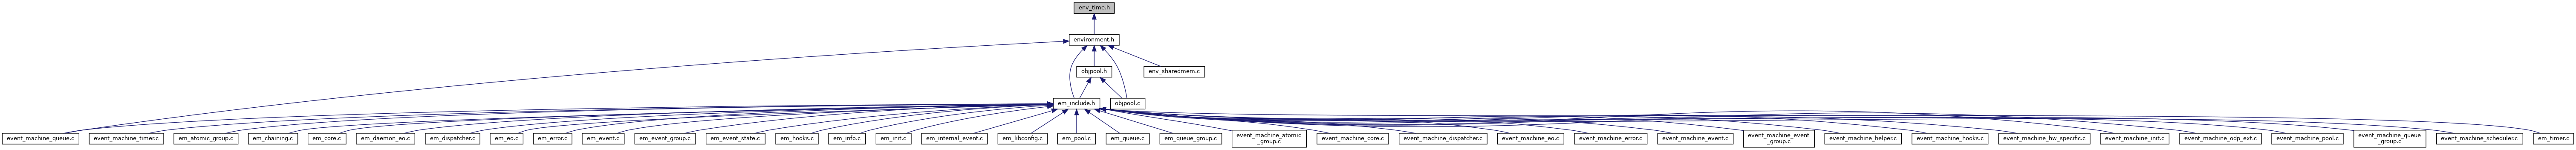 env_time.h
environment.h
objpool.h
env_sharedmem.c
em_include.h
objpool.c
event_machine_queue.c
event_machine_timer.c
em_atomic_group.c
em_chaining.c
em_core.c
em_daemon_eo.c
em_dispatcher.c
em_eo.c
em_error.c
em_event.c
em_event_group.c
em_event_state.c
em_hooks.c
em_info.c
em_init.c
em_internal_event.c
em_libconfig.c
em_pool.c
em_queue.c
em_queue_group.c
event_machine_atomic
_group.c
event_machine_core.c
event_machine_dispatcher.c
event_machine_eo.c
event_machine_error.c
event_machine_event.c
event_machine_event
_group.c
event_machine_helper.c
event_machine_hooks.c
event_machine_hw_specific.c
event_machine_init.c
event_machine_odp_ext.c
event_machine_pool.c
event_machine_queue
_group.c
event_machine_scheduler.c
em_timer.c